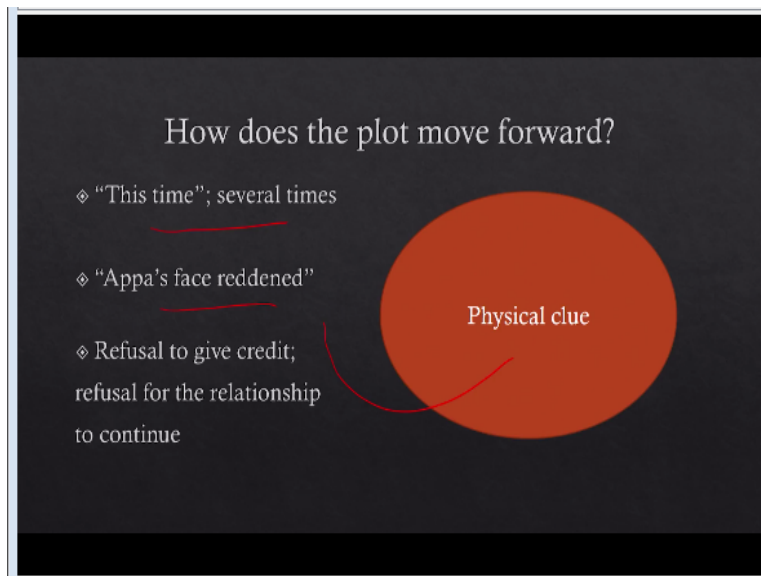 How does the plot move forward?
“This time”; several times
“Appa’s face reddened”
Refusal to give credit;
refusal for the relationship
to continue
Physical clue